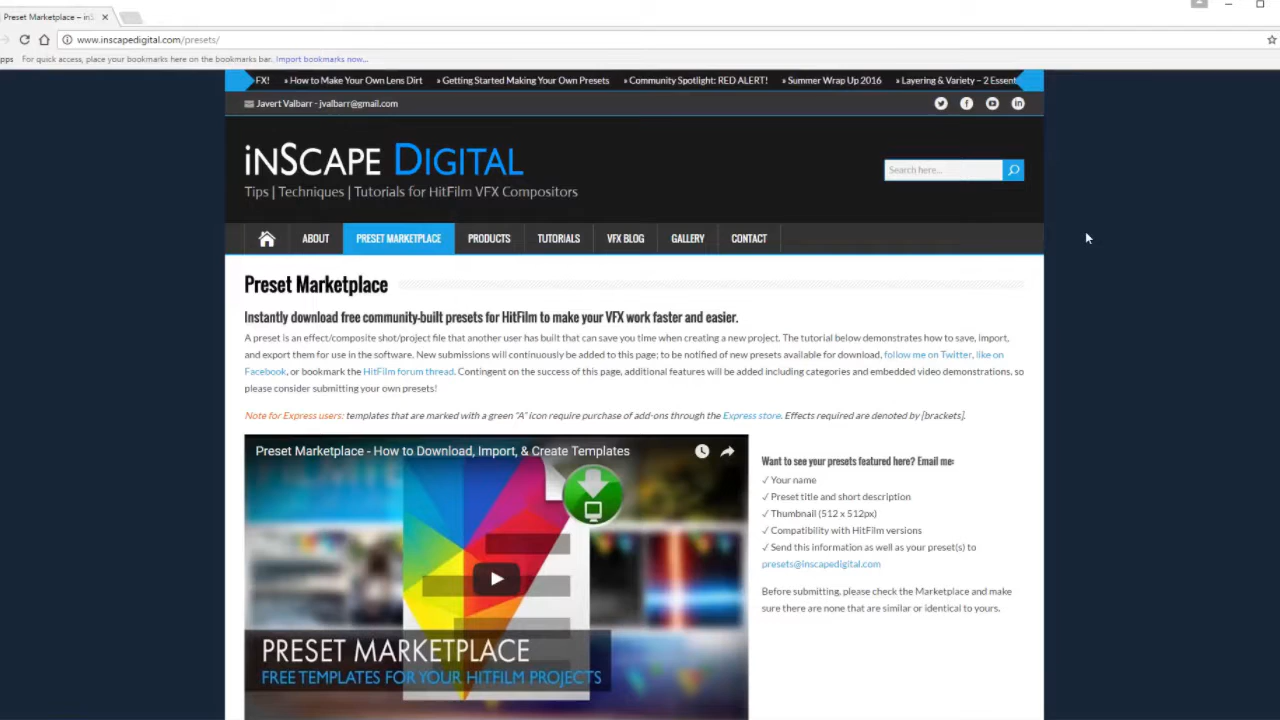 Preset Marketplace – in
www.inscapedigital.com/presets/
pps For quick access, place your bookmarks here on the bookmarks bar. Import bookmarks now...
FX! » How to Make Your Own Lens Dirt » Getting Started Making Your Own Presets » Community Spotlight: RED ALERT! » Summer Wrap Up 2016 » Layering & Variety – 2 Essent
Javert Valbarr - jvalbarr@gmail.com
iNSCAPE DIGITAL
Search here...
Tips | Techniques | Tutorials for HitFilm VFX Compositors
ABOUT PRESET MARKETPLACE PRODUCTS TUTORIALS VFX BLOG GALLERY CONTACT
Preset Marketplace
Instantly download free community-built presets for HitFilm to make your VFX work faster and easier.
A preset is an effect/composite shot/project file that another user has built that can save you time when creating a new project. The tutorial below demonstrates how to save, import,
and export them for use in the software. New submissions will continuously be added to this page; to be notified of new presets available for download, follow me on Twitter, like on
Facebook, or bookmark the HitFilm forum thread. Contingent on the success of this page, additional features will be added including categories and embedded video demonstrations, so
please consider submitting your own presets!
Note for Express users: templates that are marked with a green "A" icon require purchase of add-ons through the Express store. Effects required are denoted by [brackets].
Preset Marketplace - How to Download, Import, & Create Templates
PRESET MARKETPLACE
FREE TEMPLATES FOR YOUR HITFILM PROJECTS
Want to see your presets featured here? Email me:
✓ Your name
✓ Preset title and short description
✓ Thumbnail (512 x 512px)
✓ Compatibility with HitFilm versions
✓ Send this information as well as your preset(s) to
presets@inscapedigital.com
Before submitting, please check the Marketplace and make
sure there are none that are similar or identical to yours.